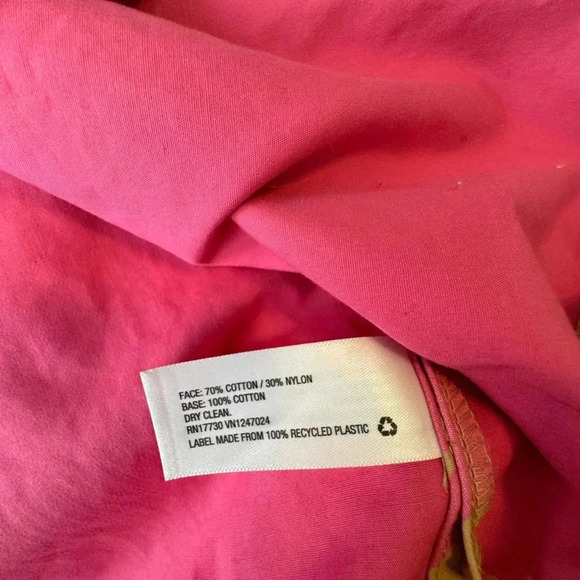 FACE: 70% COTTON / 30% NYLON
BASE: 100% COTTON
DRY CLEAN.
RN17730 VN1247024
LABEL MADE FROM 100% RECYCLED PLASTIC